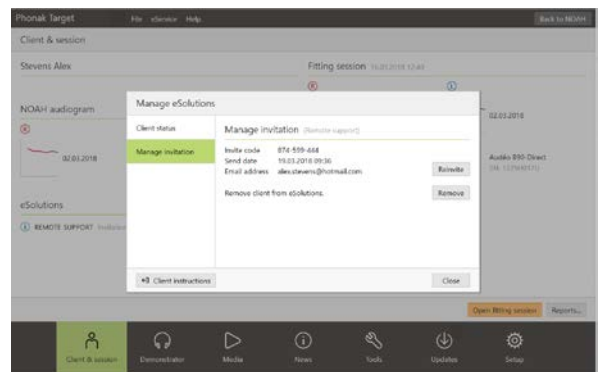 Phonak Target
File eService Help
Back to NOAH
Client & session
Stevens Alex
Fitting session
NOAH audiogram
02.03.2018
02.03.2018
Audéo B90-Direct
eSolutions
REMOTE SUPPORT
Manage eSolutions
Client status
Manage invitation
Manage invitation (Remote support)
Invite code 874-599-444
Send date 19.03.2018 09:36
Email address alex.stevens@hotmail.com
Reinvite
Remove client from eSolutions.
Remove
Client instructions
Close
Open fitting session
Reports...
Client & session
Demonstrator
Media
News
Tools
Updates
Setup